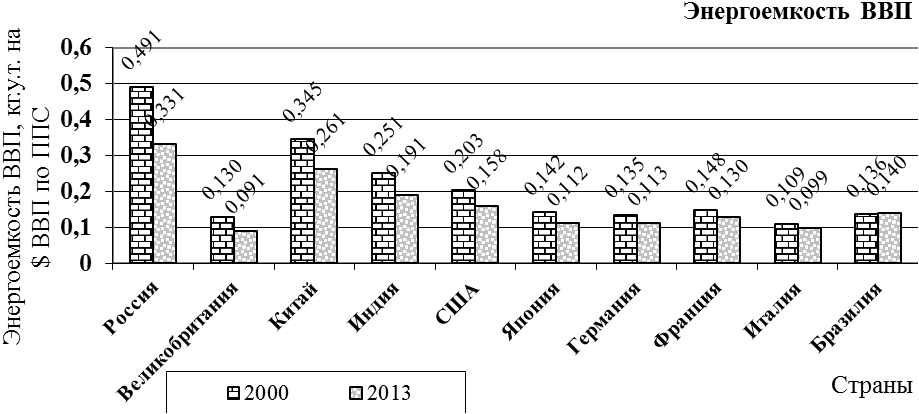 Энергоемкость ВВП
Энергоемкость ВВП, кг.у.т. на
$ ВВП по ППС
0,6
0,5
0,4
0,3
0,2
0,1
0
0,491
0,331
0,130
0,091
0,345
0,261
0,251
0,191
0,203
0,158
0,142
0,112
0,135
0,113
0,148
0,130
0,109
0,099
0,136
0,140
Россия
Великобритания
Китай
Индия
США
Япония
Германия
Франция
Италия
Бразилия
Страны
2000 2013